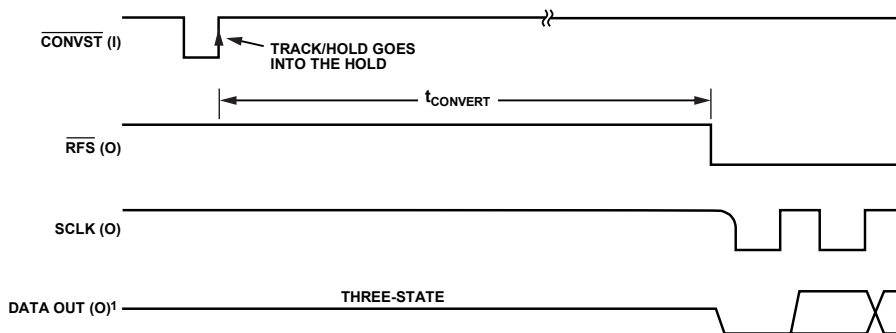 CONVST (I)
TRACK/HOLD GOES
INTO THE HOLD
tCONVERT
RFS (O)
SCLK (O)
THREE-STATE
DATA OUT (O)1